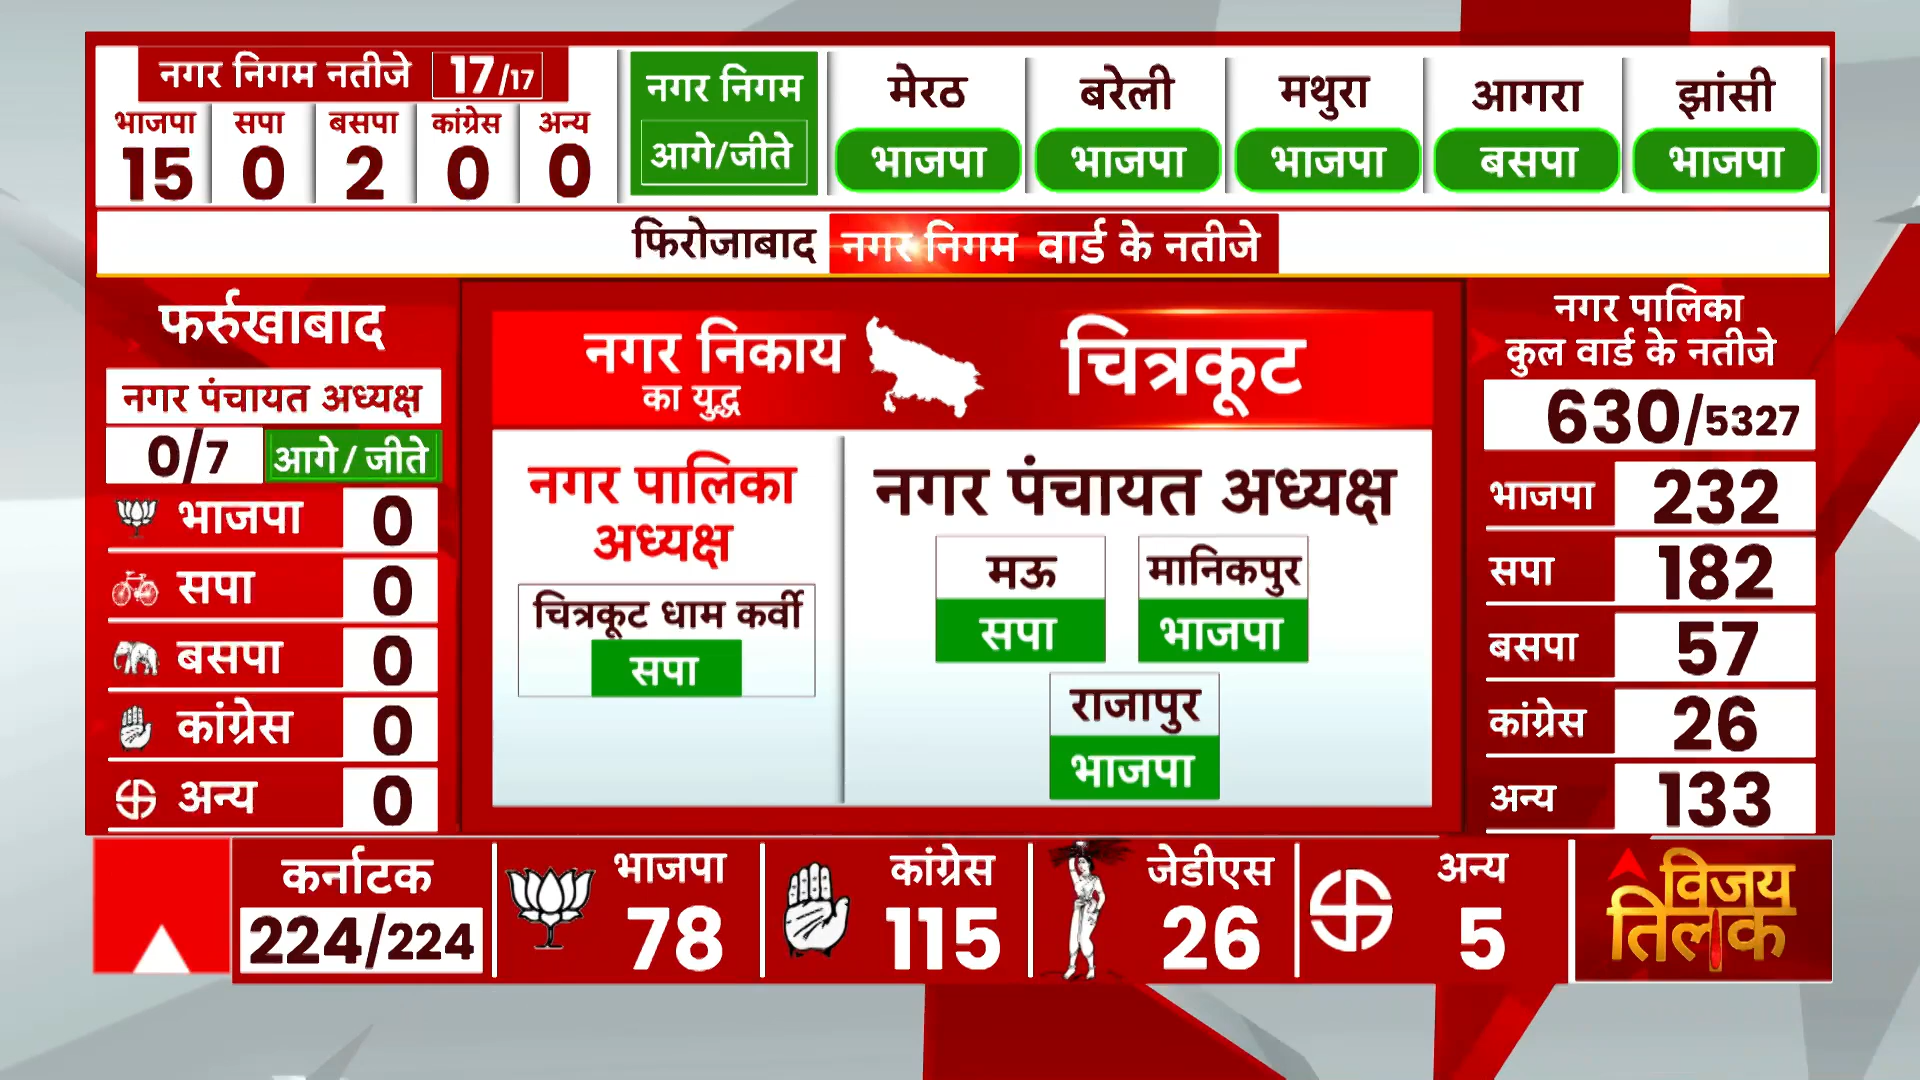 नगर निगम नतीजे 17/17
भाजपा सपा बसपा कांग्रेस अन्य
15 0 2 0 0
नगर निगम
आगे/जीते
मेरठ बरेली मथुरा आगरा झांसी
भाजपा भाजपा भाजपा बसपा भाजपा
फिरोजाबाद नगर निगम वार्ड के नतीजे
फर्रुखाबाद
नगर पंचायत अध्यक्ष
0/7 आगे / जीते
भाजपा 0
सपा 0
बसपा 0
कांग्रेस 0
अन्य 0
नगर निकाय
का युद्ध
चित्रकूट
नगर पालिका
अध्यक्ष
चित्रकूट धाम कर्वी
सपा
नगर पंचायत अध्यक्ष
मऊ मानिकपुर
सपा भाजपा
राजापुर
भाजपा
नगर पालिका
कुल वार्ड के नतीजे
630/5327
भाजपा 232
सपा 182
बसपा 57
कांग्रेस 26
अन्य 133
कर्नाटक
224/224
भाजपा
78
कांग्रेस
115
जेडीएस
26
अन्य
5
विजय
तिलक